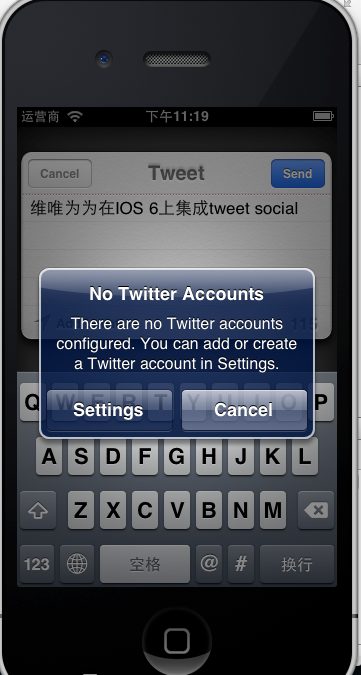 运营商 下午11:19
Cancel Tweet Send
维唯为为在IOS 6上集成tweet social
No Twitter Accounts
There are no Twitter accounts
configured. You can add or create
a Twitter account in Settings.
115
Settings Cancel
Q W E R T Y U I O P
A S D F G H J K L
Z X C V B N M
123 空格 @ # 换行